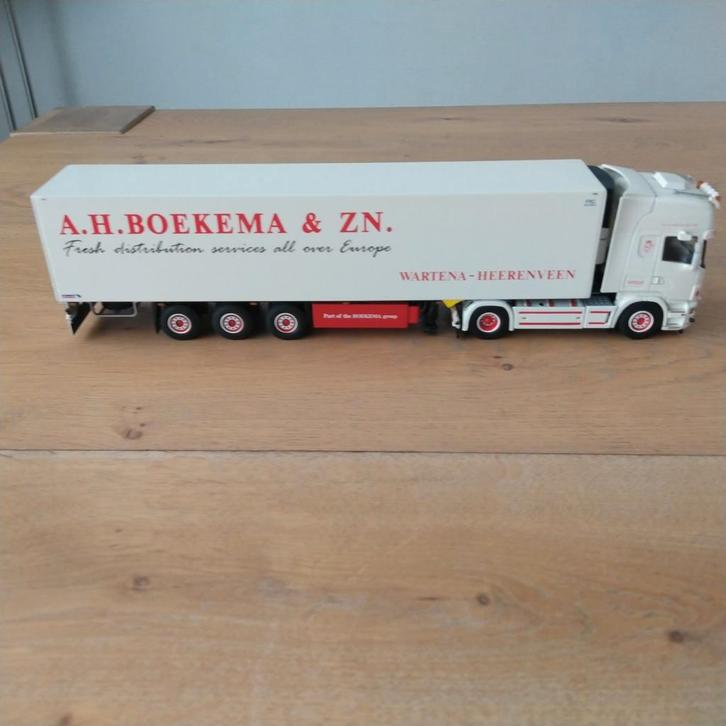 A.H.BOEKEMA & ZN.
Fresh distribution services all over Europe
WARTENA - HEERENVEEN
Part of the BOEKEMA group